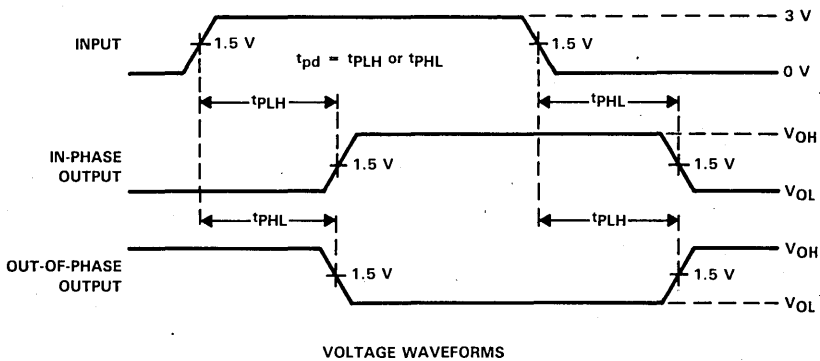 INPUT
1.5 V
tpd = tPLH or tPHL
1.5 V
3 V
0 V
tPLH
tPHL
IN-PHASE
OUTPUT
1.5 V
1.5 V
VOH
VOL
tPHL
tPLH
OUT-OF-PHASE
OUTPUT
1.5 V
1.5 V
VOH
VOL
VOLTAGE WAVEFORMS